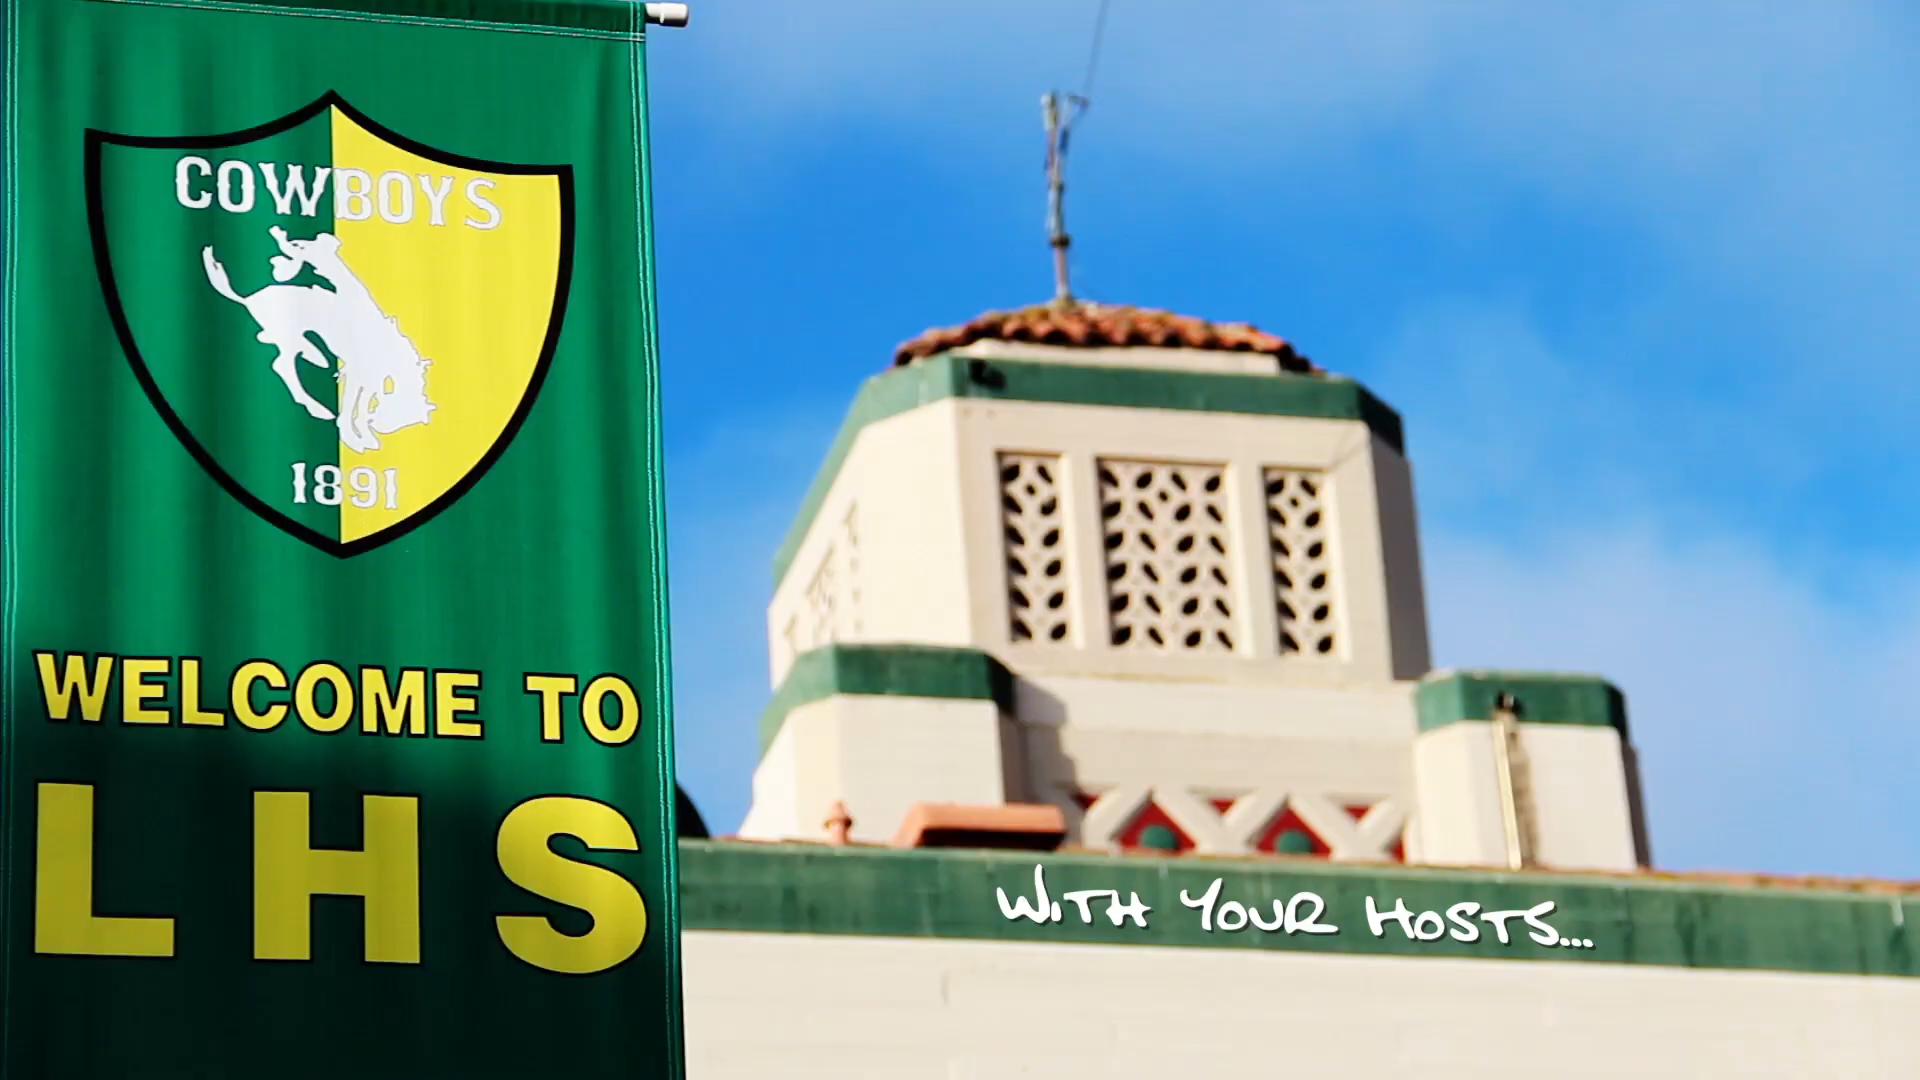 COWBOYS
1891
WELCOME TO
LHS
WITH YOUR HOSTS...